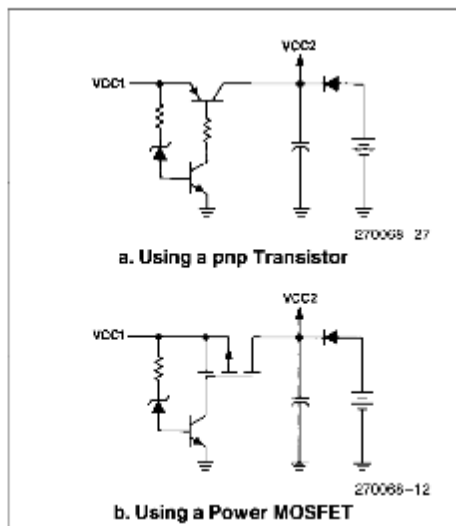 VCC2
VCC1
270068-27
a. Using a pnp Transistor
VCC2
VCC1
270068-12
b. Using a Power MOSFET